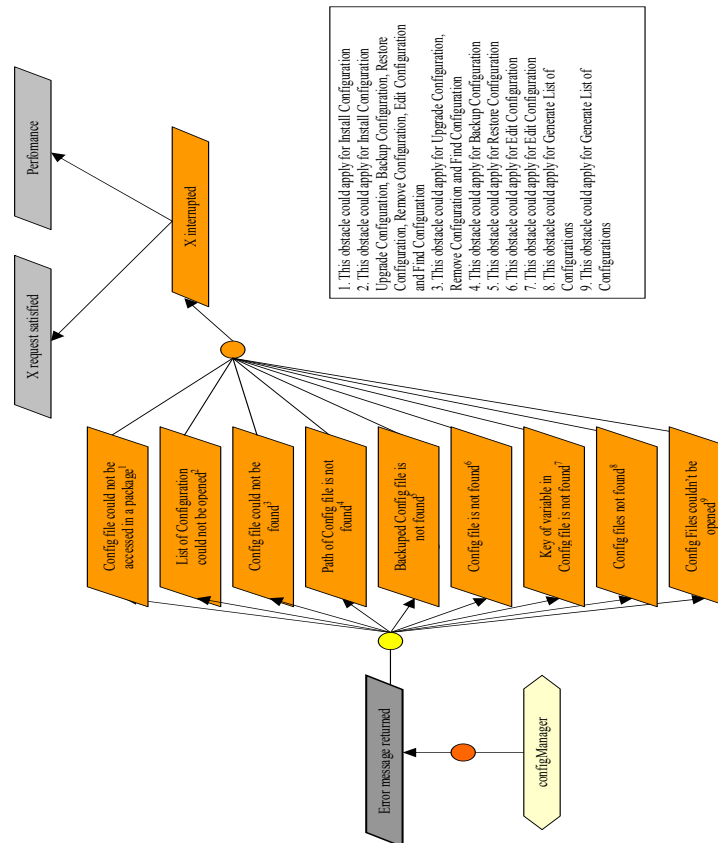 X request satisfied
Perfomance
X interrupted
Config file could not be
accessed in a package1
List of Configuration
could not be opened2
Config file could not be
found3
Path of Config file is not
found4
Backuped Config file is
not found5
Config file is not found6
Key of variable in
Config file is not found7
Config files not found8
Config Files couldn't be
opened9
Error message returned
configManager
1. This obstacle could apply for Install Configuration
2. This obstacle could apply for Install Configuration
Upgrade Configuration, Backup Configuration, Restore
Configuration, Remove Configuration, Edit Configuration
and Find Configuration
3. This obstacle could apply for Upgrade Configuration,
Remove Configuration and Find Configuration
4. This obstacle could apply for Backup Configuration
5. This obstacle could apply for Restore Configuration
6. This obstacle could apply for Edit Configuration
7. This obstacle could apply for Edit Configuration
8. This obstacle could apply for Generate List of
Configurations
9. This obstacle could apply for Generate List of
Configurations